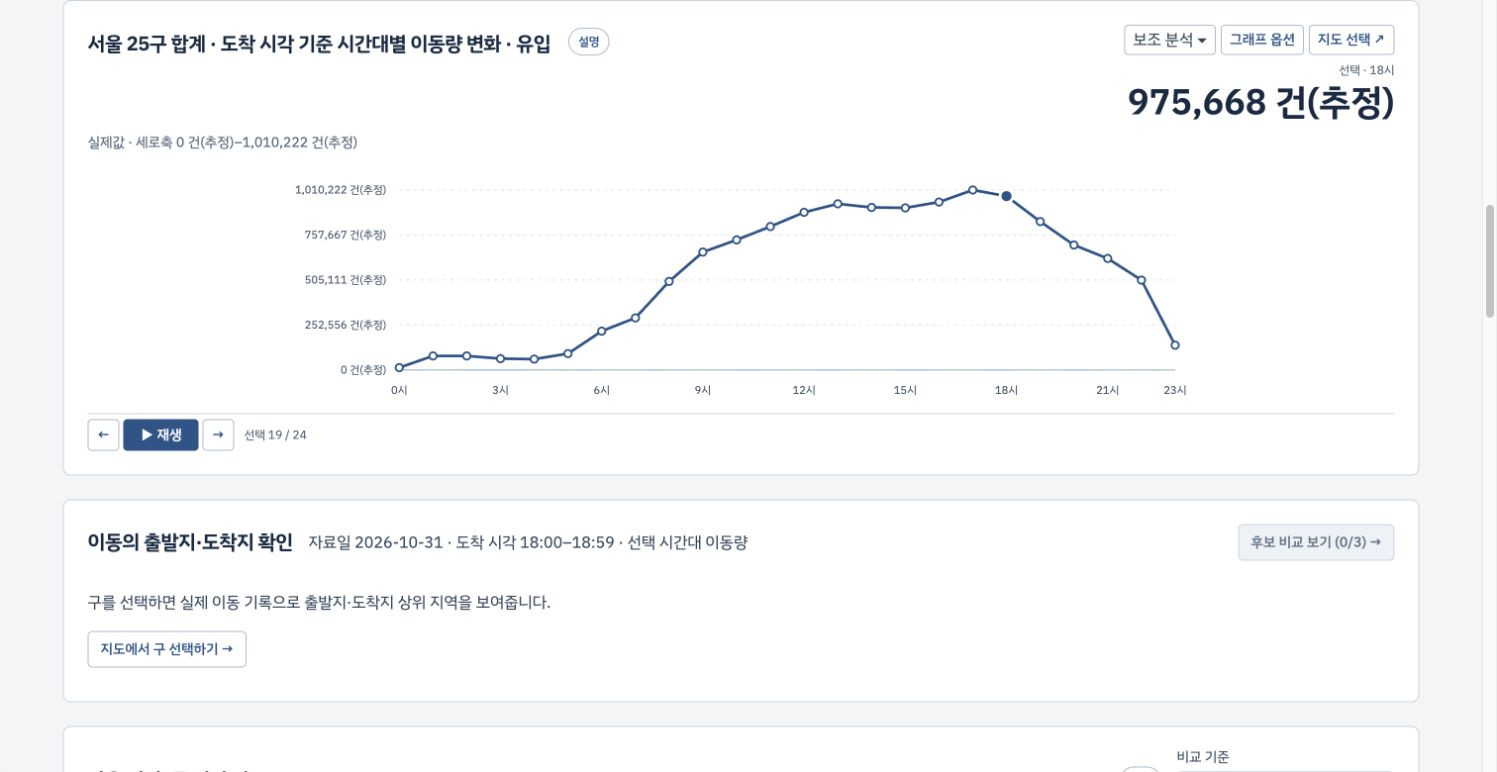 서울 25구 합계 · 도착 시각 기준 시간대별 이동량 변화 · 유입 설명
보조 분석 ▾ 그래프 옵션 지도 선택 ↗
선택 · 18시
975,668 건(추정)
실제값 · 세로축 0 건(추정)–1,010,222 건(추정)
1,010,222 건(추정)
757,667 건(추정)
505,111 건(추정)
252,556 건(추정)
0 건(추정)
0시 3시 6시 9시 12시 15시 18시 21시 23시
← ▶ 재생 → 선택 19 / 24
이동의 출발지·도착지 확인 자료일 2026-10-31 · 도착 시각 18:00–18:59 · 선택 시간대 이동량
후보 비교 보기 (0/3) →
구를 선택하면 실제 이동 기록으로 출발지·도착지 상위 지역을 보여줍니다.
지도에서 구 선택하기 →
비교 기준